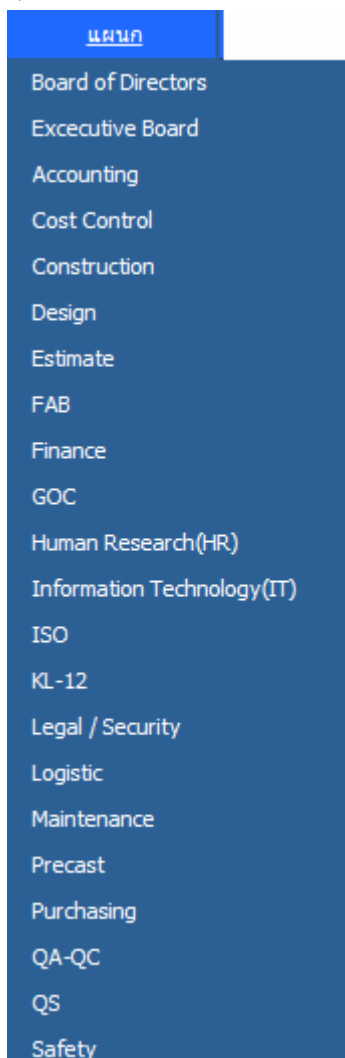 แผนก
Board of Directors
Excecutive Board
Accounting
Cost Control
Construction
Design
Estimate
FAB
Finance
GOC
Human Research(HR)
Information Technology(IT)
ISO
KL-12
Legal / Security
Logistic
Maintenance
Precast
Purchasing
QA-QC
QS
Safety